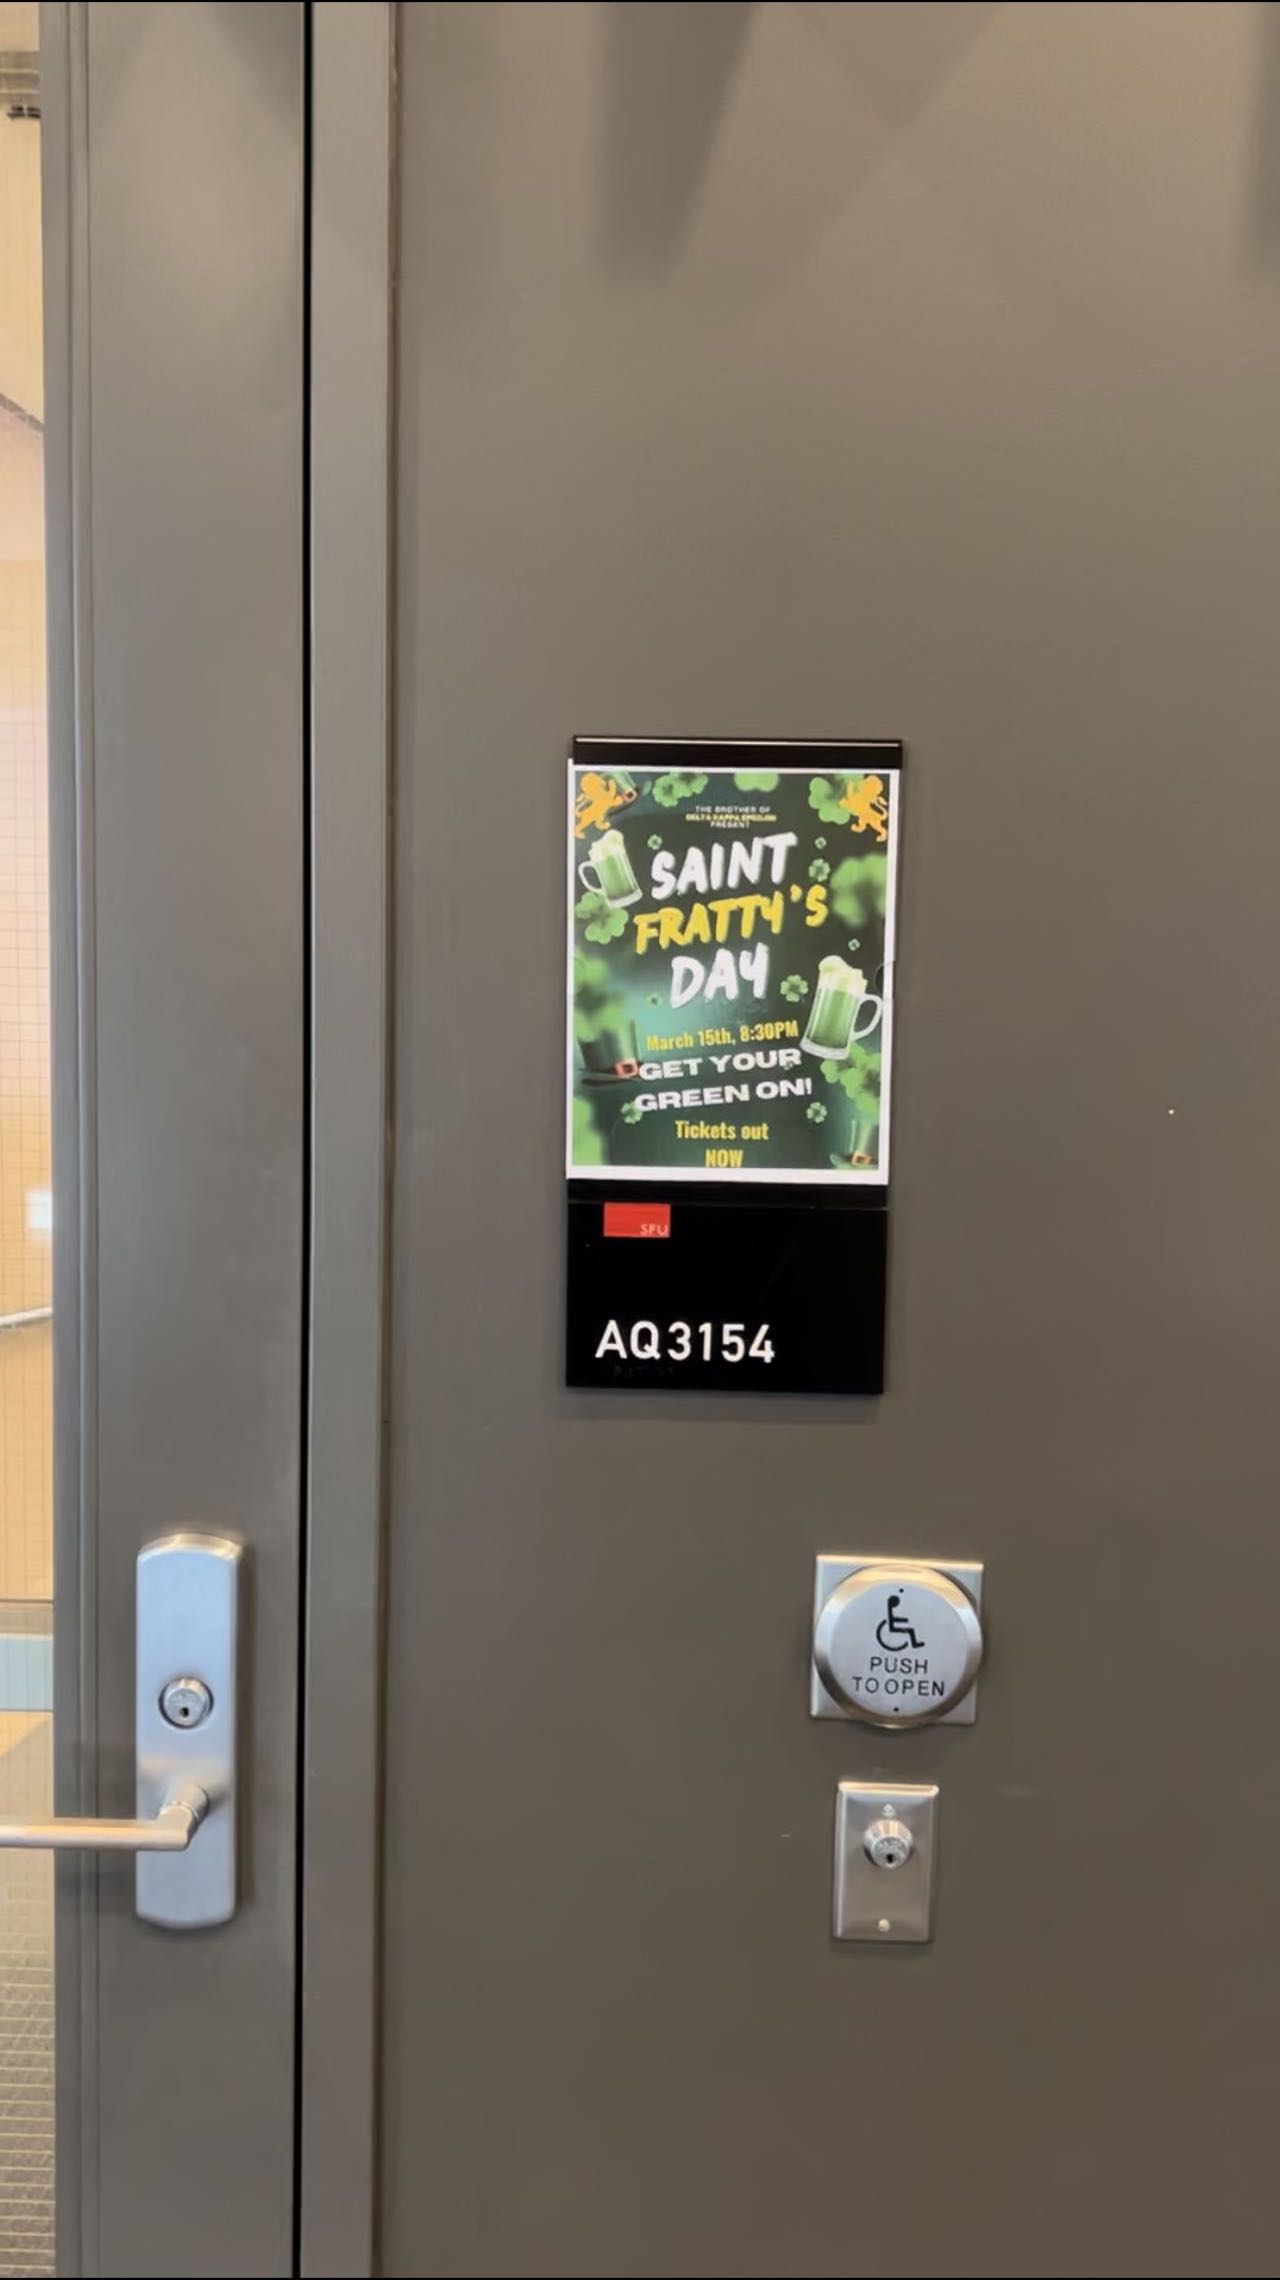 THE BROTHER OF
DELTA KAPPA EPSILON
PRESENT
SAINT
FRATTY'S
DAY
March 15th, 8:30PM
GET YOUR
GREEN ON!
Tickets out
NOW
SFU
AQ3154
PUSH
TO OPEN